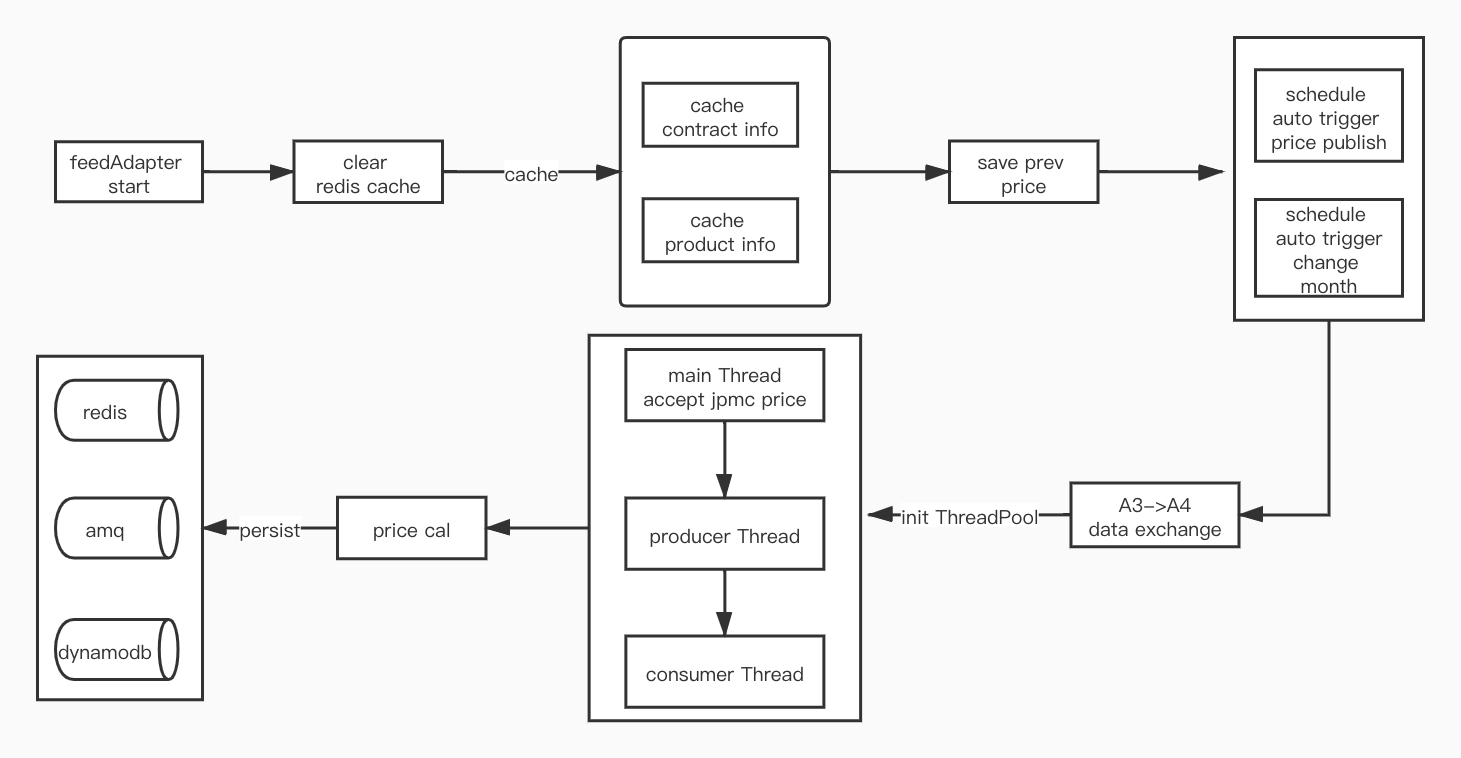 feedAdapter
start
clear
redis cache
cache
cache
contract info
cache
product info
save prev
price
schedule
auto trigger
price publish
schedule
auto trigger
change
month
A3->A4
data exchange
init ThreadPool
main Thread
accept jpmc price
producer Thread
consumer Thread
price cal
persist
redis
amq
dynamodb